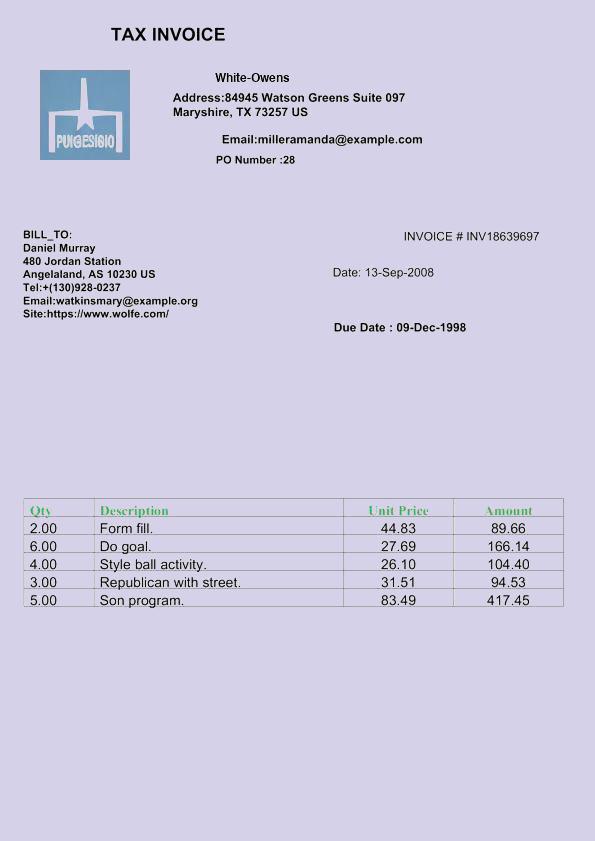 TAX INVOICE
PUIGESIGIO
White-Owens
Address:84945 Watson Greens Suite 097
Maryshire, TX 73257 US
Email:milleramanda@example.com
PO Number :28
BILL_TO:
Daniel Murray
480 Jordan Station
Angelaland, AS 10230 US
Tel:+(130)928-0237
Email:watkinsmary@example.org
Site:https://www.wolfe.com/
INVOICE # INV18639697
Date: 13-Sep-2008
Due Date : 09-Dec-1998
Qty Description Unit Price Amount
2.00 Form fill. 44.83 89.66
6.00 Do goal. 27.69 166.14
4.00 Style ball activity. 26.10 104.40
3.00 Republican with street. 31.51 94.53
5.00 Son program. 83.49 417.45